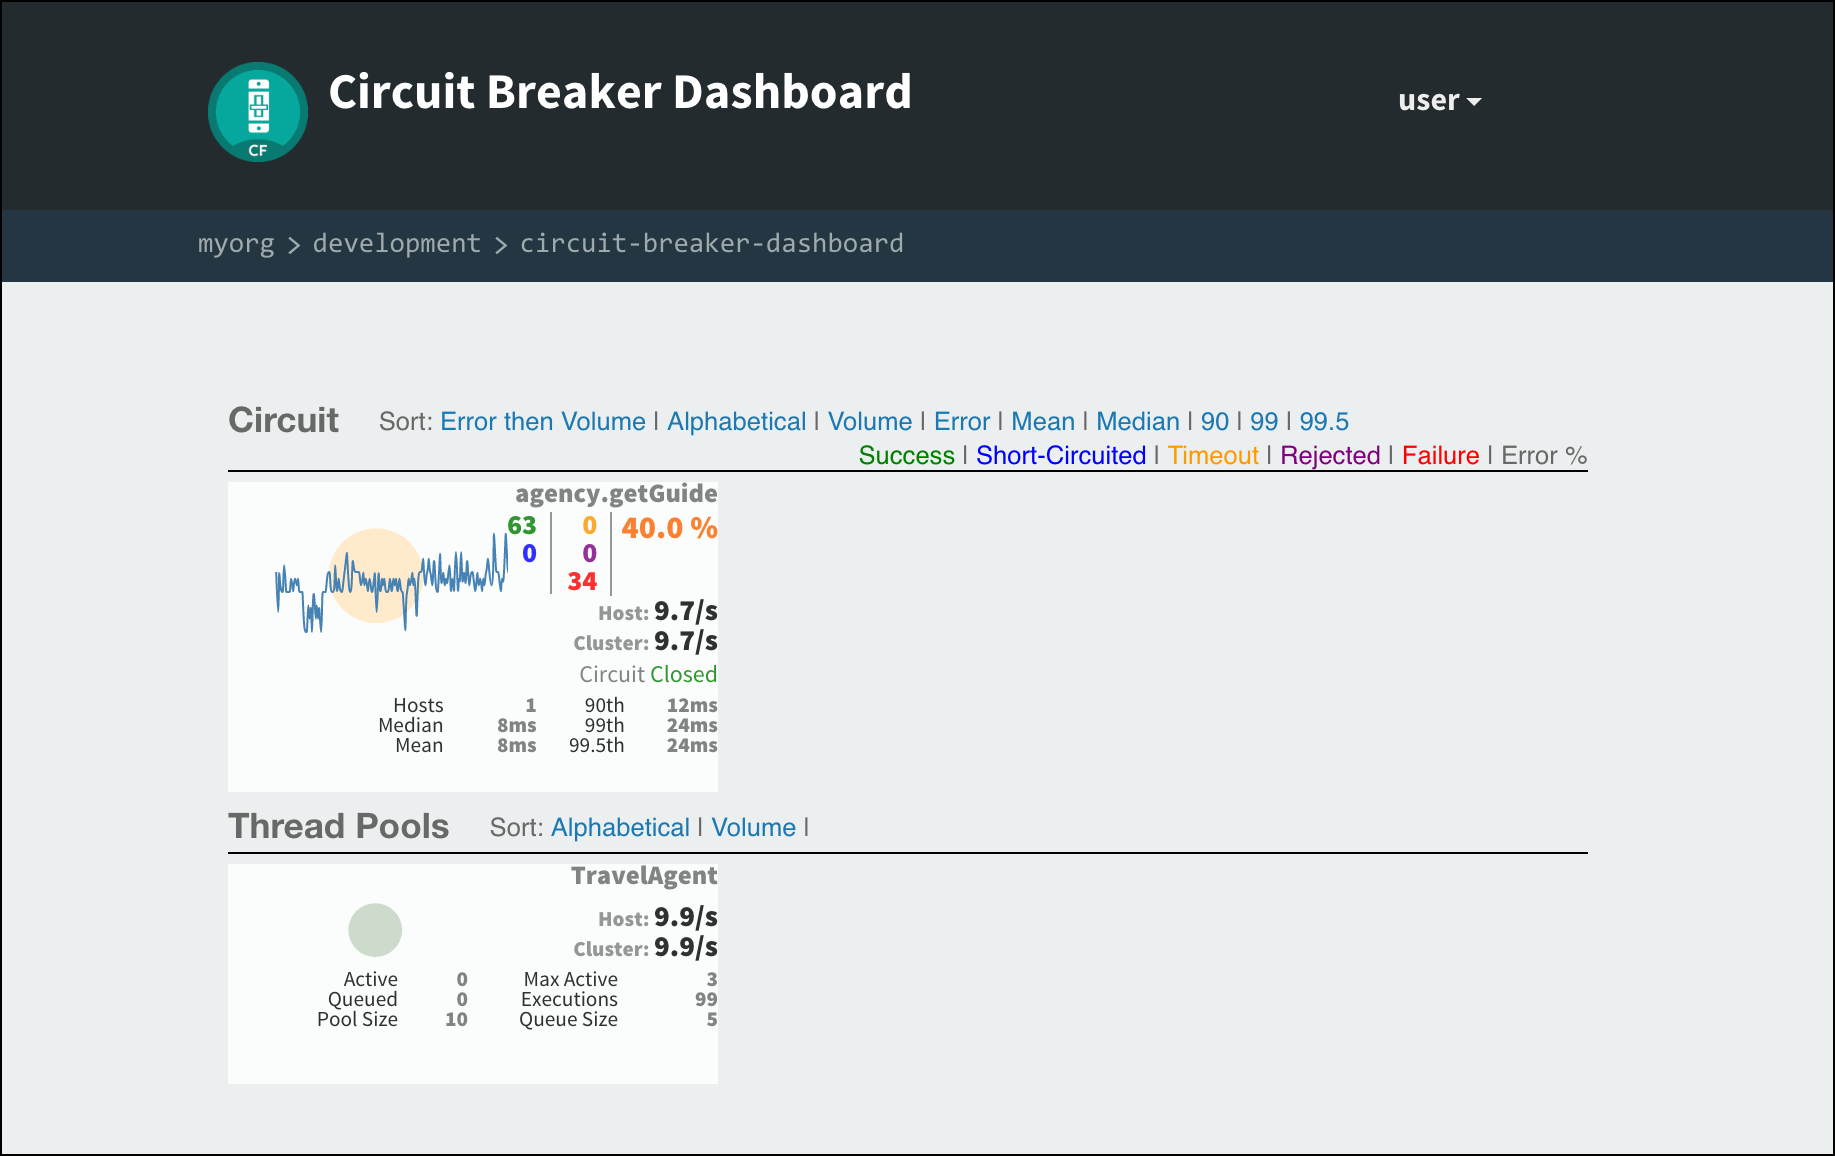 Circuit Breaker Dashboard
user
CF
myorg > development > circuit-breaker-dashboard
Circuit Sort: Error then Volume | Alphabetical | Volume | Error | Mean | Median | 90 | 99 | 99.5
Success | Short-Circuited | Timeout | Rejected | Failure | Error %
agency.getGuide
63 0 40.0 %
0 0
34
Host: 9.7/s
Cluster: 9.7/s
Circuit Closed
Hosts 1 90th 12ms
Median 8ms 99th 24ms
Mean 8ms 99.5th 24ms
Thread Pools Sort: Alphabetical | Volume |
TravelAgent
Host: 9.9/s
Cluster: 9.9/s
Active 0 Max Active 3
Queued 0 Executions 99
Pool Size 10 Queue Size 5